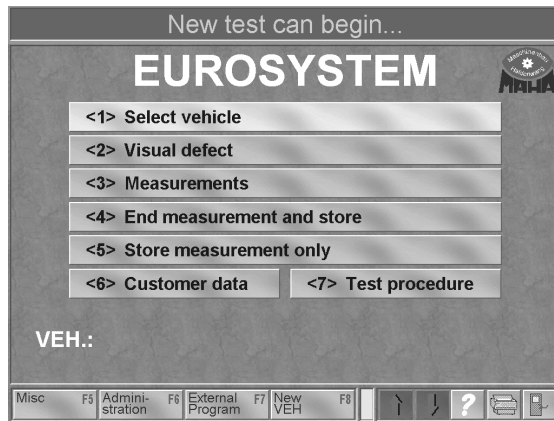 New test can begin...
EUROSYSTEM
Maschinenbau
Haldenwang
MAHA
<1> Select vehicle
<2> Visual defect
<3> Measurements
<4> End measurement and store
<5> Store measurement only
<6> Customer data <7> Test procedure
VEH.:
Misc F5 Admini- F6 External F7 New F8
stration Program VEH
?